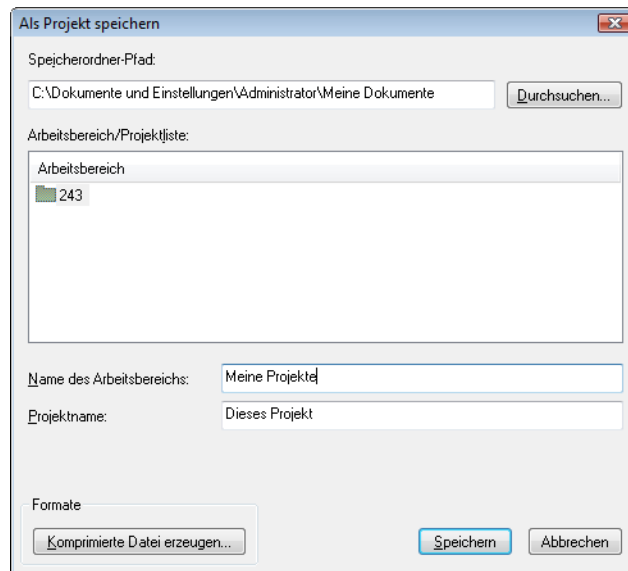 Als Projekt speichern
Speicherordner-Pfad:
C:\Dokumente und Einstellungen\Administrator\Meine Dokumente
Durchsuchen...
Arbeitsbereich/Projektliste:
Arbeitsbereich
243
Name des Arbeitsbereichs:
Meine Projekte
Projektname:
Dieses Projekt
Formate
Komprimierte Datei erzeugen...
Speichern
Abbrechen